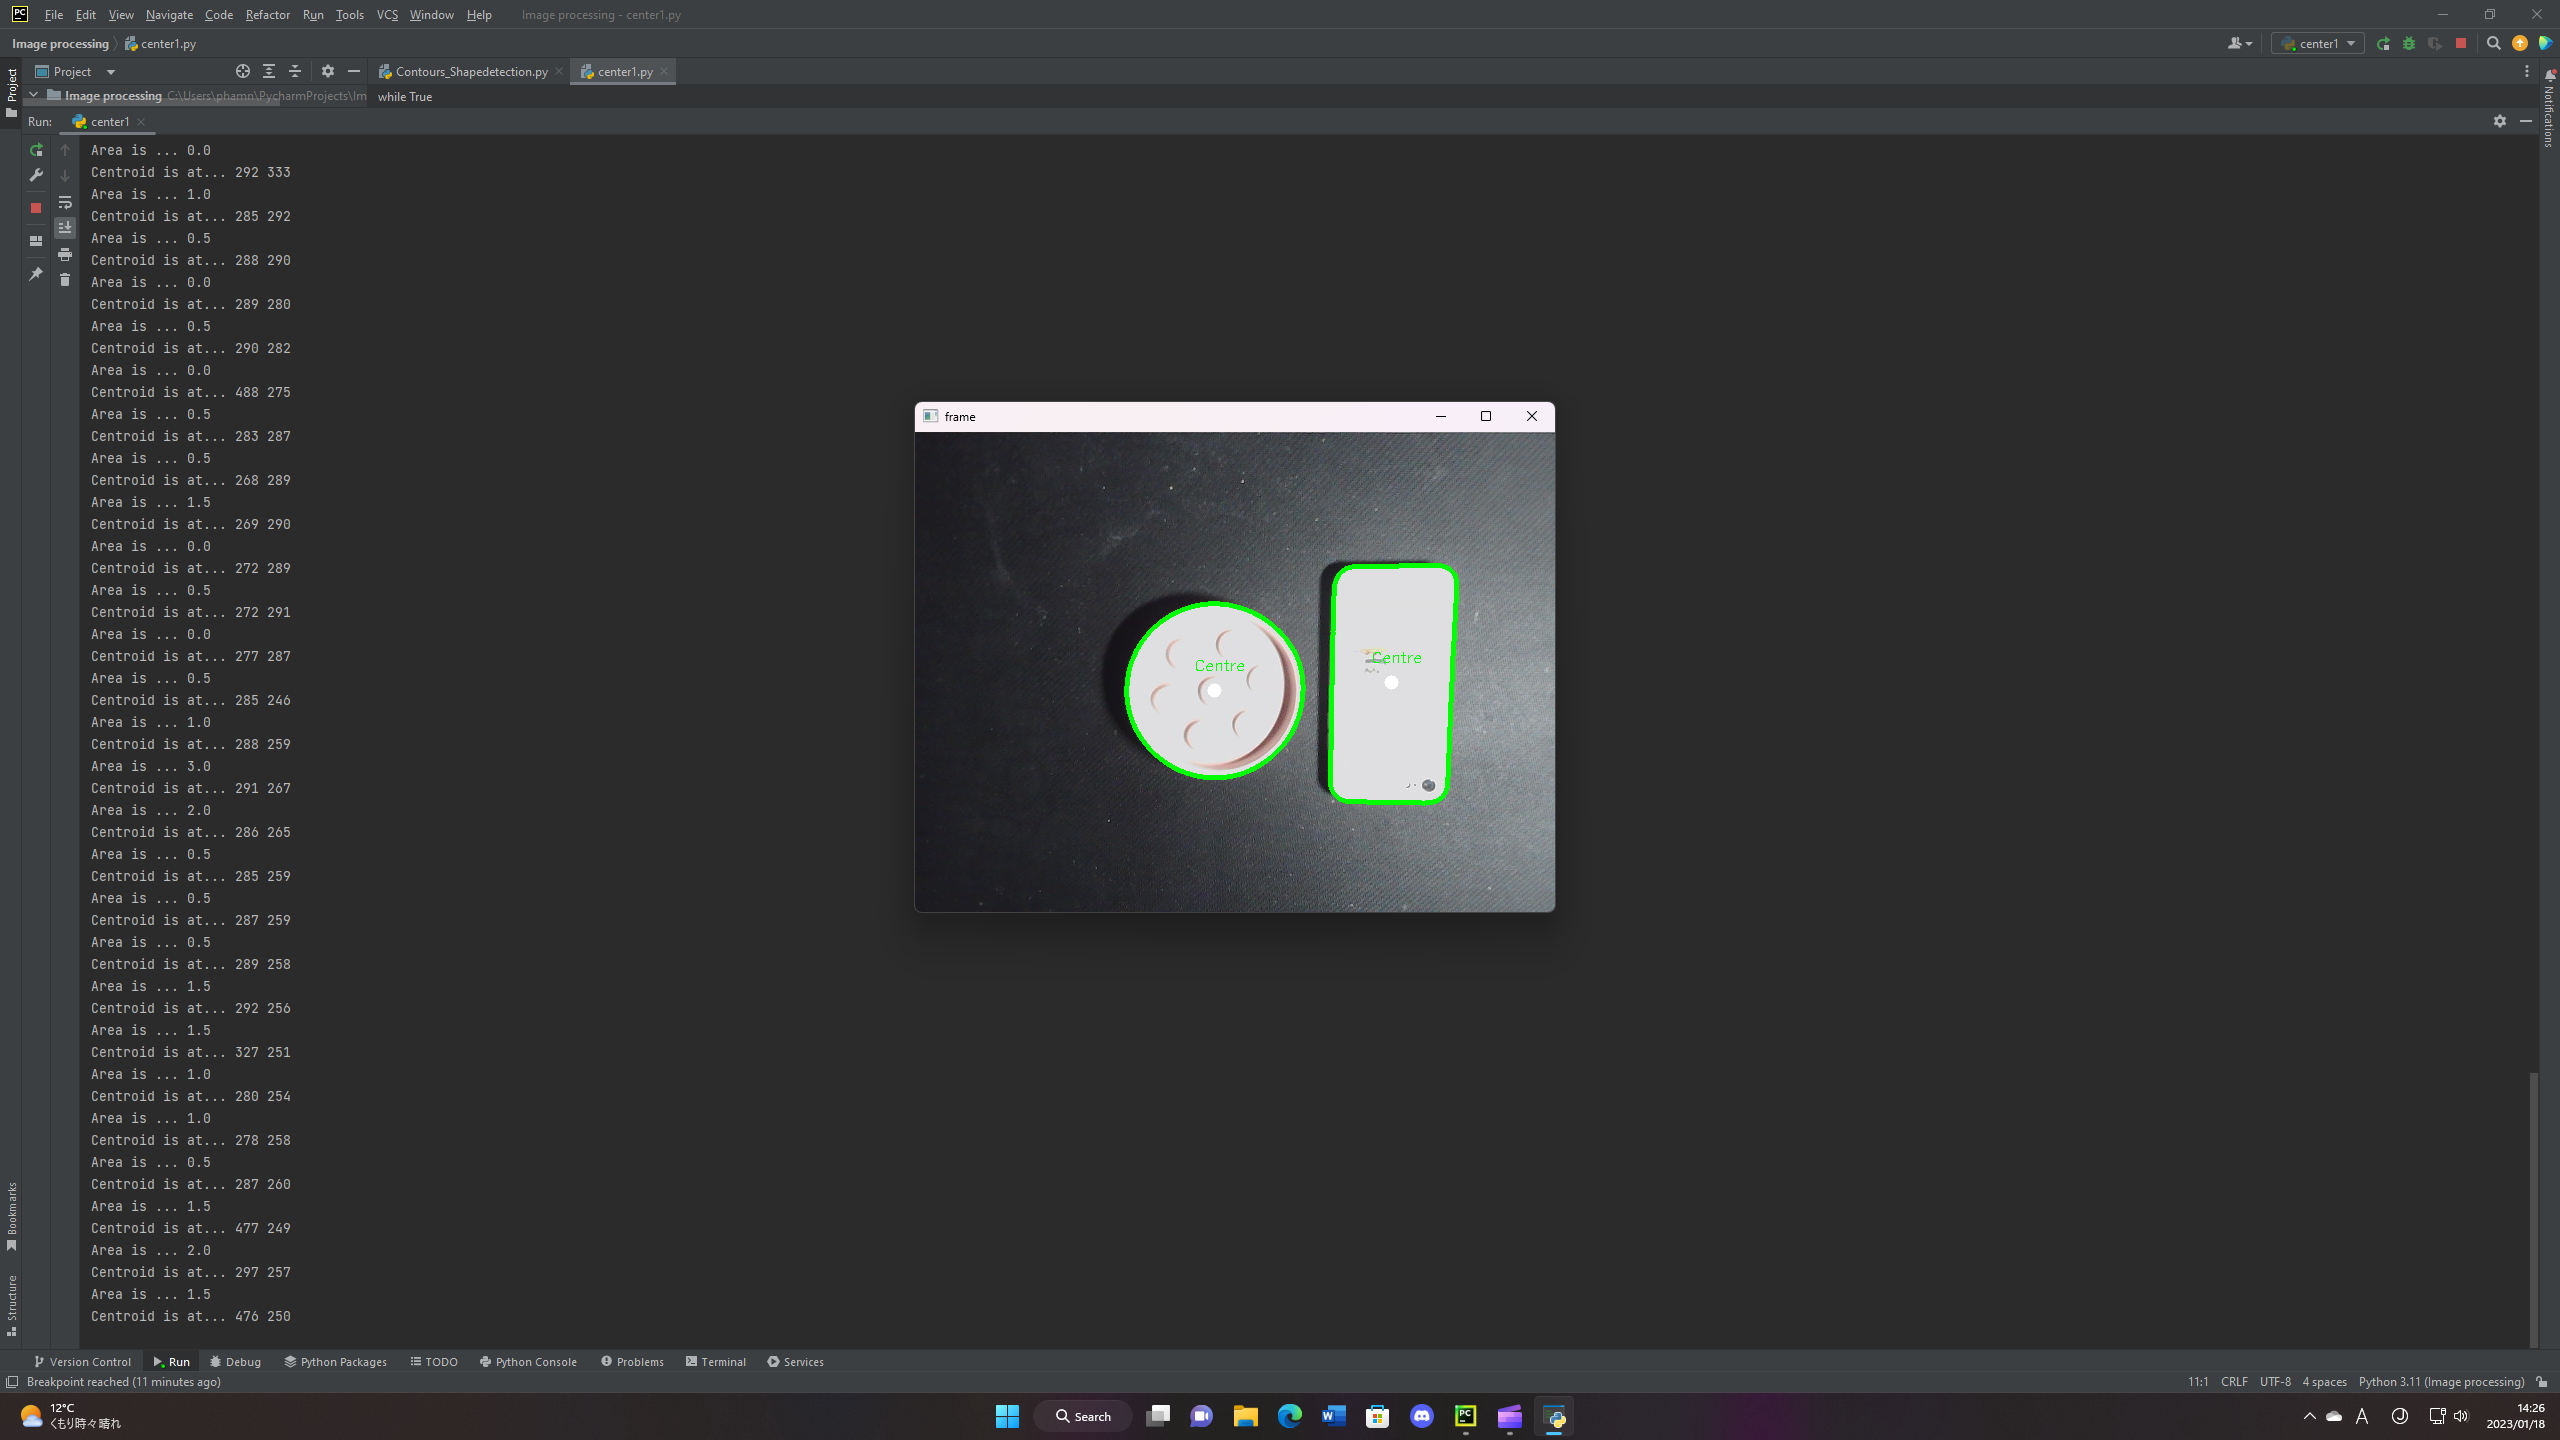 File Edit View Navigate Code Refactor Run Tools VCS Window Help Image processing - center1.py
Image processing center1.py center1
Project Contours_Shapedetection.py center1.py
Image processing C:\Users\phamn\PycharmProjects\Im while True
Run: center1
Project
Notifications
Area is ... 0.0
Centroid is at... 292 333
Area is ... 1.0
Centroid is at... 285 292
Area is ... 0.5
Centroid is at... 288 290
Area is ... 0.0
Centroid is at... 289 280
Area is ... 0.5
Centroid is at... 290 282
Area is ... 0.0
Centroid is at... 488 275
Area is ... 0.5
Centroid is at... 283 287
Area is ... 0.5
Centroid is at... 268 289
Area is ... 1.5
Centroid is at... 269 290
Area is ... 0.0
Centroid is at... 272 289
Area is ... 0.5
Centroid is at... 272 291
Area is ... 0.0
Centroid is at... 277 287
Area is ... 0.5
Centroid is at... 285 246
Area is ... 1.0
Centroid is at... 288 259
Area is ... 3.0
Centroid is at... 291 267
Area is ... 2.0
Centroid is at... 286 265
Area is ... 0.5
Centroid is at... 285 259
Area is ... 0.5
Centroid is at... 287 259
Area is ... 0.5
Centroid is at... 289 258
Area is ... 1.5
Centroid is at... 292 256
Area is ... 1.5
Centroid is at... 327 251
Area is ... 1.0
Centroid is at... 280 254
Area is ... 1.0
Centroid is at... 278 258
Area is ... 0.5
Centroid is at... 287 260
Area is ... 1.5
Centroid is at... 477 249
Area is ... 2.0
Centroid is at... 297 257
Area is ... 1.5
Centroid is at... 476 250
frame
Centre
Centre
Bookmarks
Structure
Version Control Run Debug Python Packages TODO Python Console Problems Terminal Services
Breakpoint reached (11 minutes ago) 11:1 CRLF UTF-8 4 spaces Python 3.11 (Image processing)
12°C
くもり時々晴れ
Search
A
14:26
2023/01/18